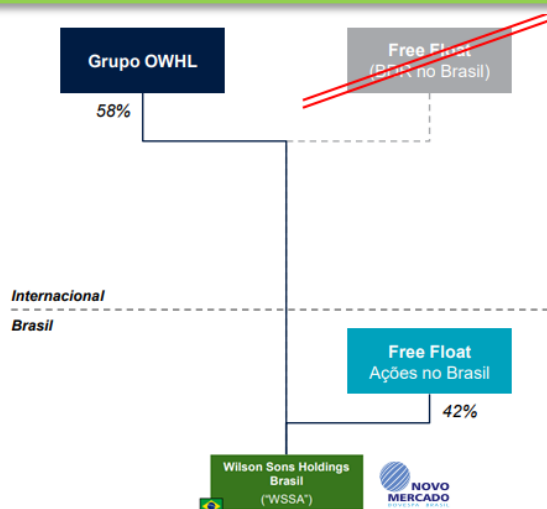 Grupo OWHL
Free Float
(BDR no Brasil)
58%
Internacional
Brasil
Free Float
Ações no Brasil
42%
Wilson Sons Holdings
Brasil
("WSSA")
NOVO
MERCADO
BOVESPA BRASIL